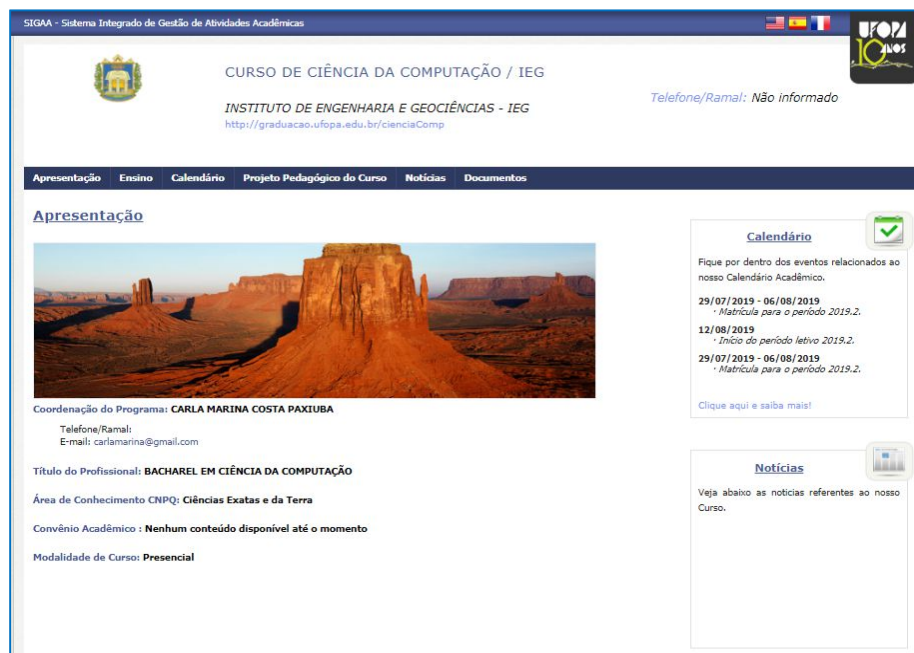 SIGAA - Sistema Integrado de Gestão de Atividades Acadêmicas
UFOPA
10
ANOS
CURSO DE CIÊNCIA DA COMPUTAÇÃO / IEG
INSTITUTO DE ENGENHARIA E GEOCIÊNCIAS - IEG
http://graduacao.ufopa.edu.br/cienciaComp
Telefone/Ramal: Não informado
Apresentação Ensino Calendário Projeto Pedagógico do Curso Notícias Documentos
Apresentação
Coordenação do Programa: CARLA MARINA COSTA PAXIUBA
Telefone/Ramal:
E-mail: carlamarina@gmail.com
Título do Profissional: BACHAREL EM CIÊNCIA DA COMPUTAÇÃO
Área de Conhecimento CNPQ: Ciências Exatas e da Terra
Convênio Acadêmico : Nenhum conteúdo disponível até o momento
Modalidade de Curso: Presencial
Calendário
Fique por dentro dos eventos relacionados ao
nosso Calendário Acadêmico.
29/07/2019 - 06/08/2019
· Matrícula para o período 2019.2.
12/08/2019
· Início do período letivo 2019.2.
29/07/2019 - 06/08/2019
· Matrícula para o período 2019.2.
Clique aqui e saiba mais!
Notícias
Veja abaixo as noticias referentes ao nosso
Curso.